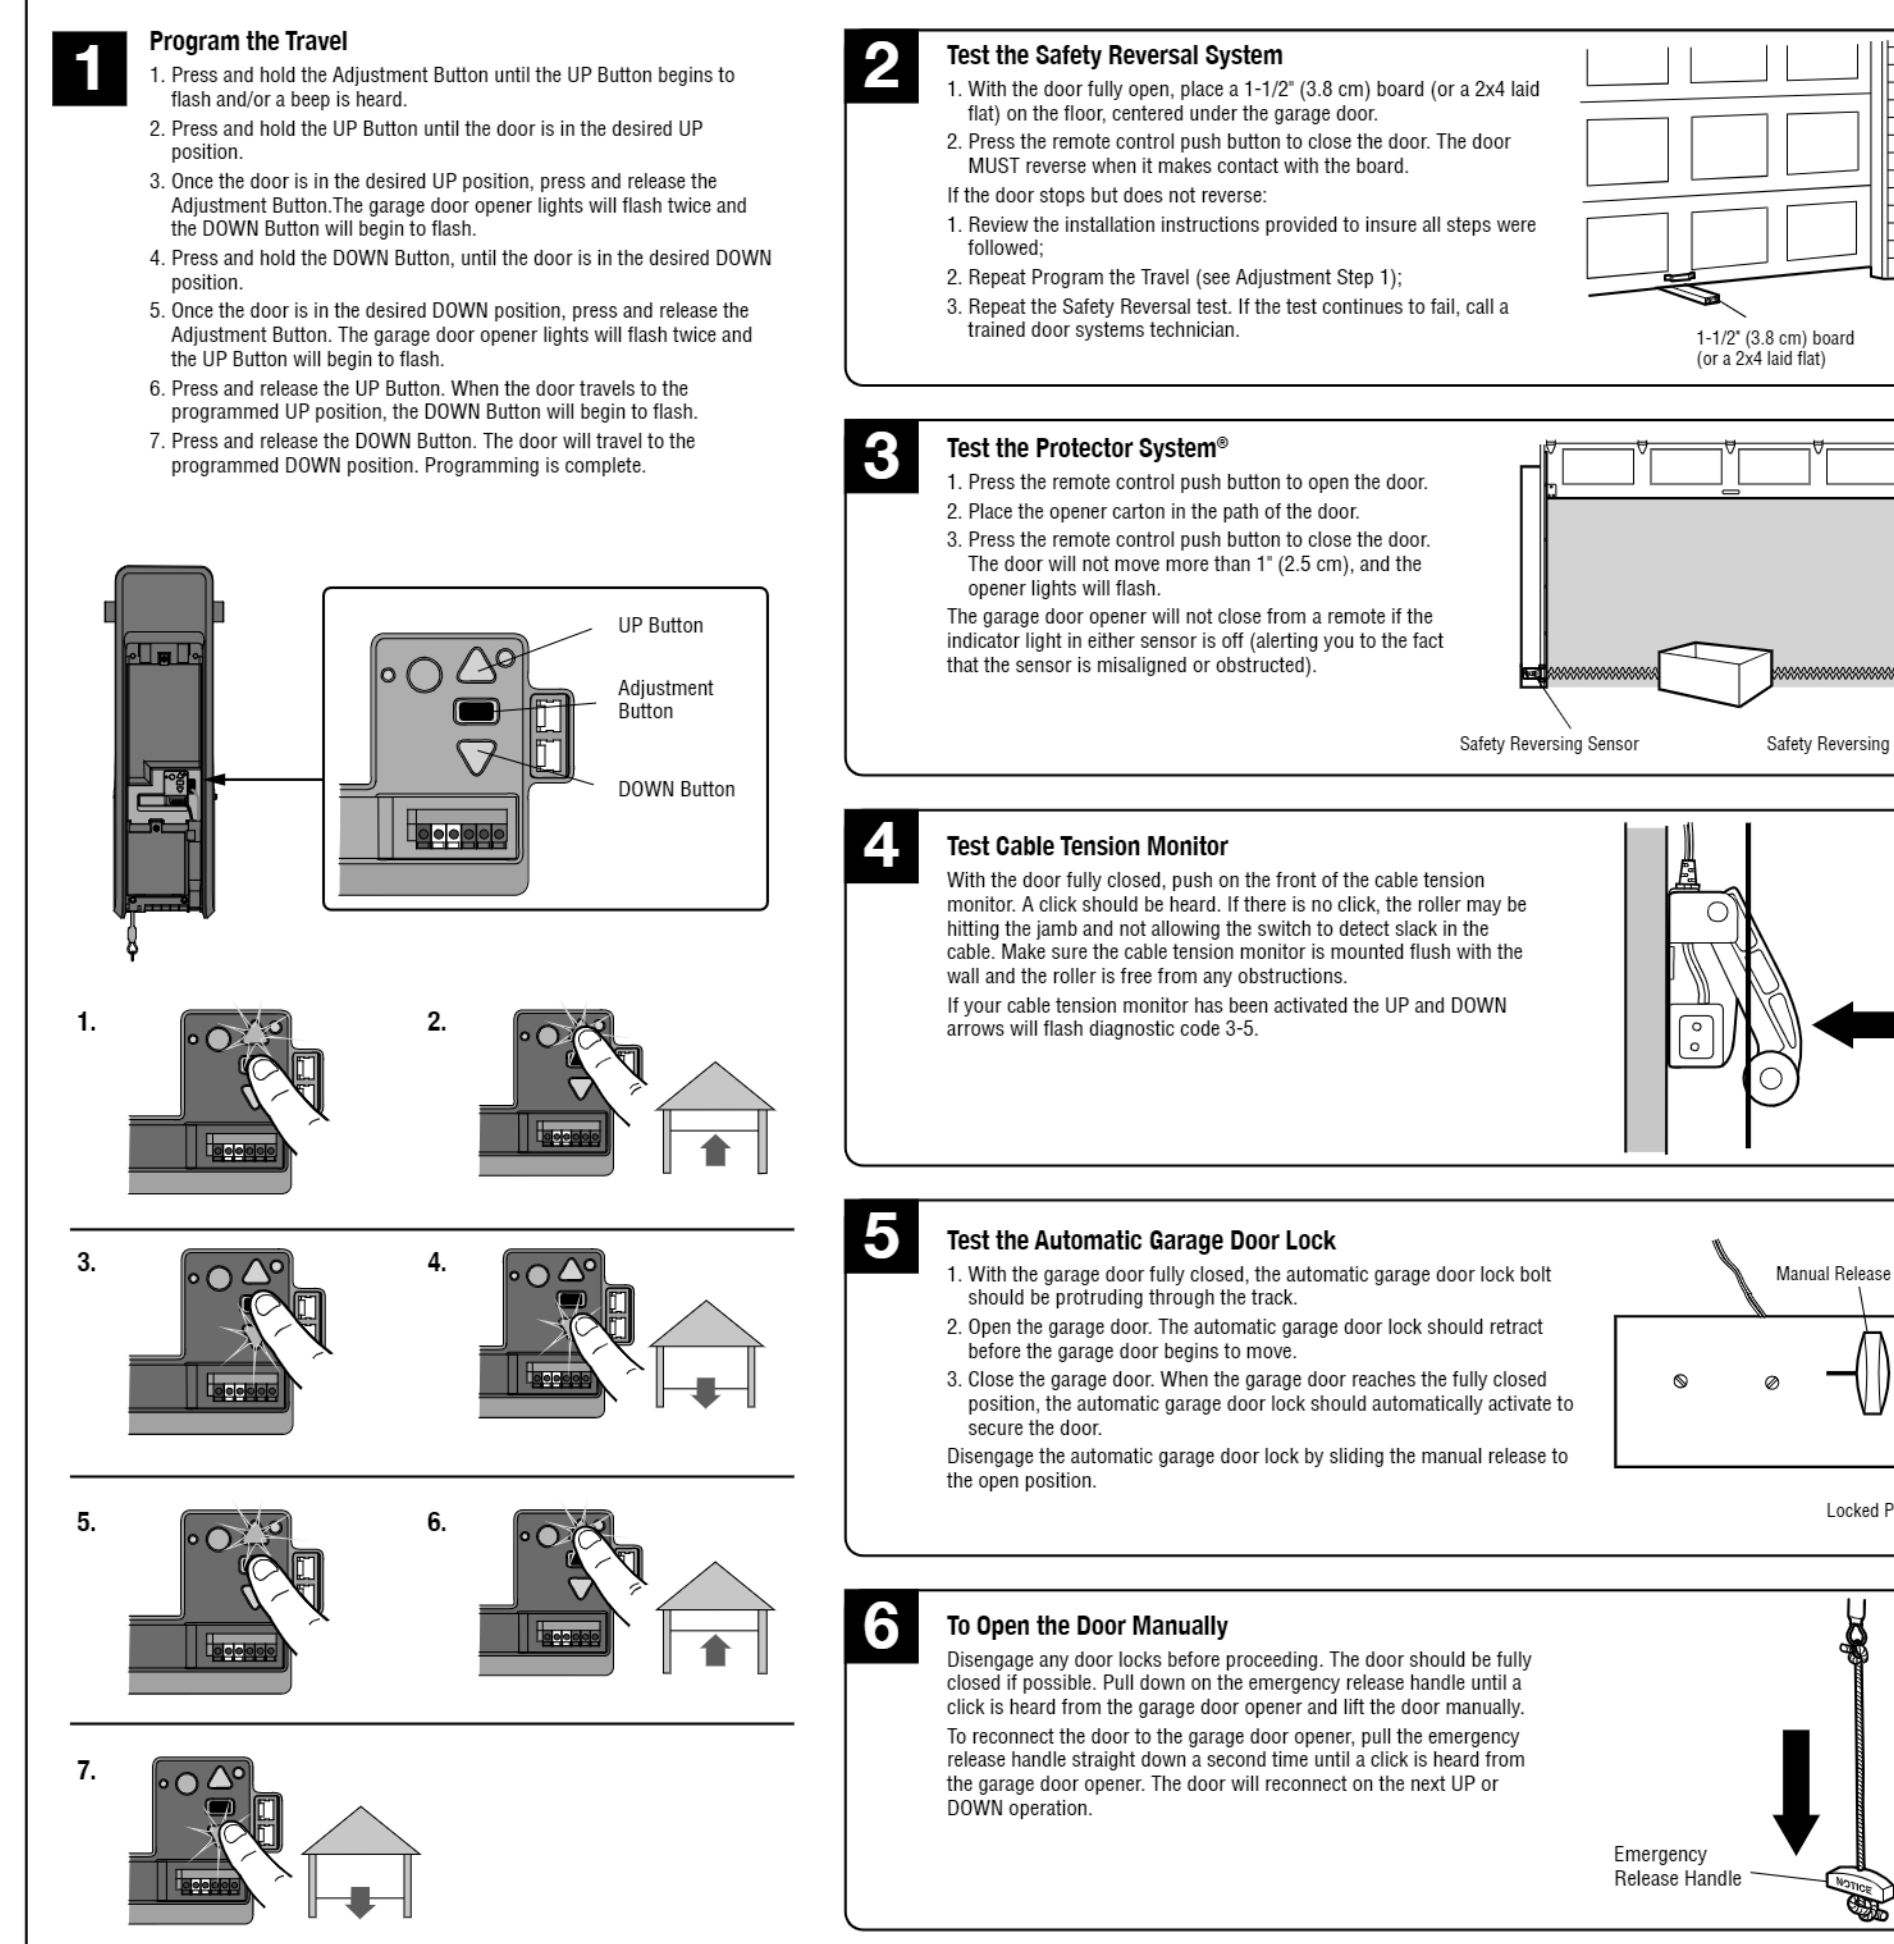 1
Program the Travel
1. Press and hold the Adjustment Button until the UP Button begins to
flash and/or a beep is heard.
2. Press and hold the UP Button until the door is in the desired UP
position.
3. Once the door is in the desired UP position, press and release the
Adjustment Button.The garage door opener lights will flash twice and
the DOWN Button will begin to flash.
4. Press and hold the DOWN Button, until the door is in the desired DOWN
position.
5. Once the door is in the desired DOWN position, press and release the
Adjustment Button. The garage door opener lights will flash twice and
the UP Button will begin to flash.
6. Press and release the UP Button. When the door travels to the
programmed UP position, the DOWN Button will begin to flash.
7. Press and release the DOWN Button. The door will travel to the
programmed DOWN position. Programming is complete.
UP Button
Adjustment
Button
DOWN Button
1.
2.
3.
4.
5.
6.
7.
2
Test the Safety Reversal System
1. With the door fully open, place a 1-1/2" (3.8 cm) board (or a 2x4 laid
flat) on the floor, centered under the garage door.
2. Press the remote control push button to close the door. The door
MUST reverse when it makes contact with the board.
If the door stops but does not reverse:
1. Review the installation instructions provided to insure all steps were
followed;
2. Repeat Program the Travel (see Adjustment Step 1);
3. Repeat the Safety Reversal test. If the test continues to fail, call a
trained door systems technician.
1-1/2" (3.8 cm) board
(or a 2x4 laid flat)
3
Test the Protector System®
1. Press the remote control push button to open the door.
2. Place the opener carton in the path of the door.
3. Press the remote control push button to close the door.
The door will not move more than 1" (2.5 cm), and the
opener lights will flash.
The garage door opener will not close from a remote if the
indicator light in either sensor is off (alerting you to the fact
that the sensor is misaligned or obstructed).
Safety Reversing Sensor
Safety Reversing
4
Test Cable Tension Monitor
With the door fully closed, push on the front of the cable tension
monitor. A click should be heard. If there is no click, the roller may be
hitting the jamb and not allowing the switch to detect slack in the
cable. Make sure the cable tension monitor is mounted flush with the
wall and the roller is free from any obstructions.
If your cable tension monitor has been activated the UP and DOWN
arrows will flash diagnostic code 3-5.
5
Test the Automatic Garage Door Lock
1. With the garage door fully closed, the automatic garage door lock bolt
should be protruding through the track.
2. Open the garage door. The automatic garage door lock should retract
before the garage door begins to move.
3. Close the garage door. When the garage door reaches the fully closed
position, the automatic garage door lock should automatically activate to
secure the door.
Disengage the automatic garage door lock by sliding the manual release to
the open position.
Manual Release
Locked P
6
To Open the Door Manually
Disengage any door locks before proceeding. The door should be fully
closed if possible. Pull down on the emergency release handle until a
click is heard from the garage door opener and lift the door manually.
To reconnect the door to the garage door opener, pull the emergency
release handle straight down a second time until a click is heard from
the garage door opener. The door will reconnect on the next UP or
DOWN operation.
Emergency
Release Handle
NOTICE